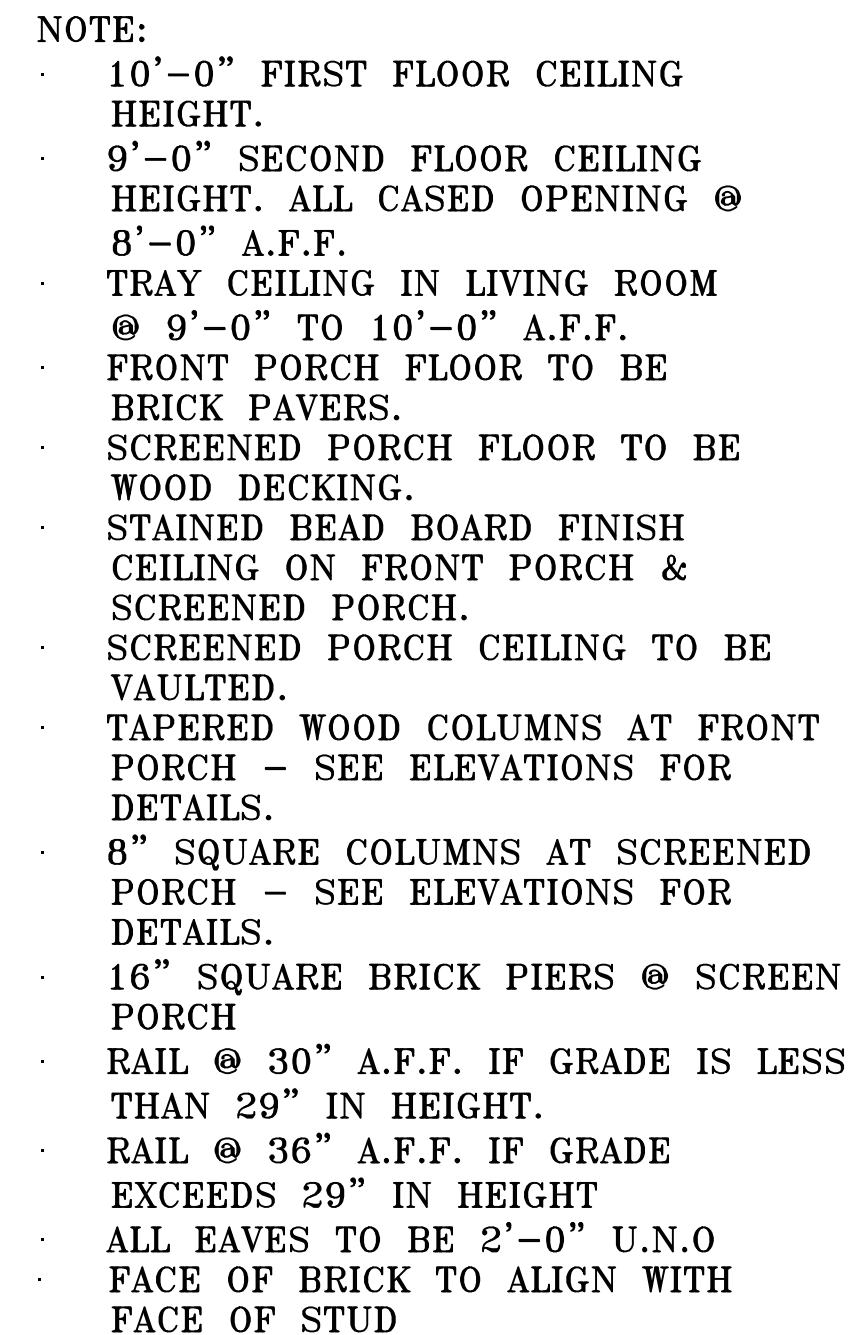 NOTE:
· 10’–0” FIRST FLOOR CEILING
HEIGHT.
· 9’–0” SECOND FLOOR CEILING
HEIGHT. ALL CASED OPENING @
8’–0” A.F.F.
· TRAY CEILING IN LIVING ROOM
@ 9’–0” TO 10’–0” A.F.F.
· FRONT PORCH FLOOR TO BE
BRICK PAVERS.
· SCREENED PORCH FLOOR TO BE
WOOD DECKING.
· STAINED BEAD BOARD FINISH
CEILING ON FRONT PORCH &
SCREENED PORCH.
· SCREENED PORCH CEILING TO BE
VAULTED.
· TAPERED WOOD COLUMNS AT FRONT
PORCH – SEE ELEVATIONS FOR
DETAILS.
· 8” SQUARE COLUMNS AT SCREENED
PORCH – SEE ELEVATIONS FOR
DETAILS.
· 16” SQUARE BRICK PIERS @ SCREEN
PORCH
· RAIL @ 30” A.F.F. IF GRADE IS LESS
THAN 29” IN HEIGHT.
· RAIL @ 36” A.F.F. IF GRADE
EXCEEDS 29” IN HEIGHT
· ALL EAVES TO BE 2’–0” U.N.O
· FACE OF BRICK TO ALIGN WITH
FACE OF STUD